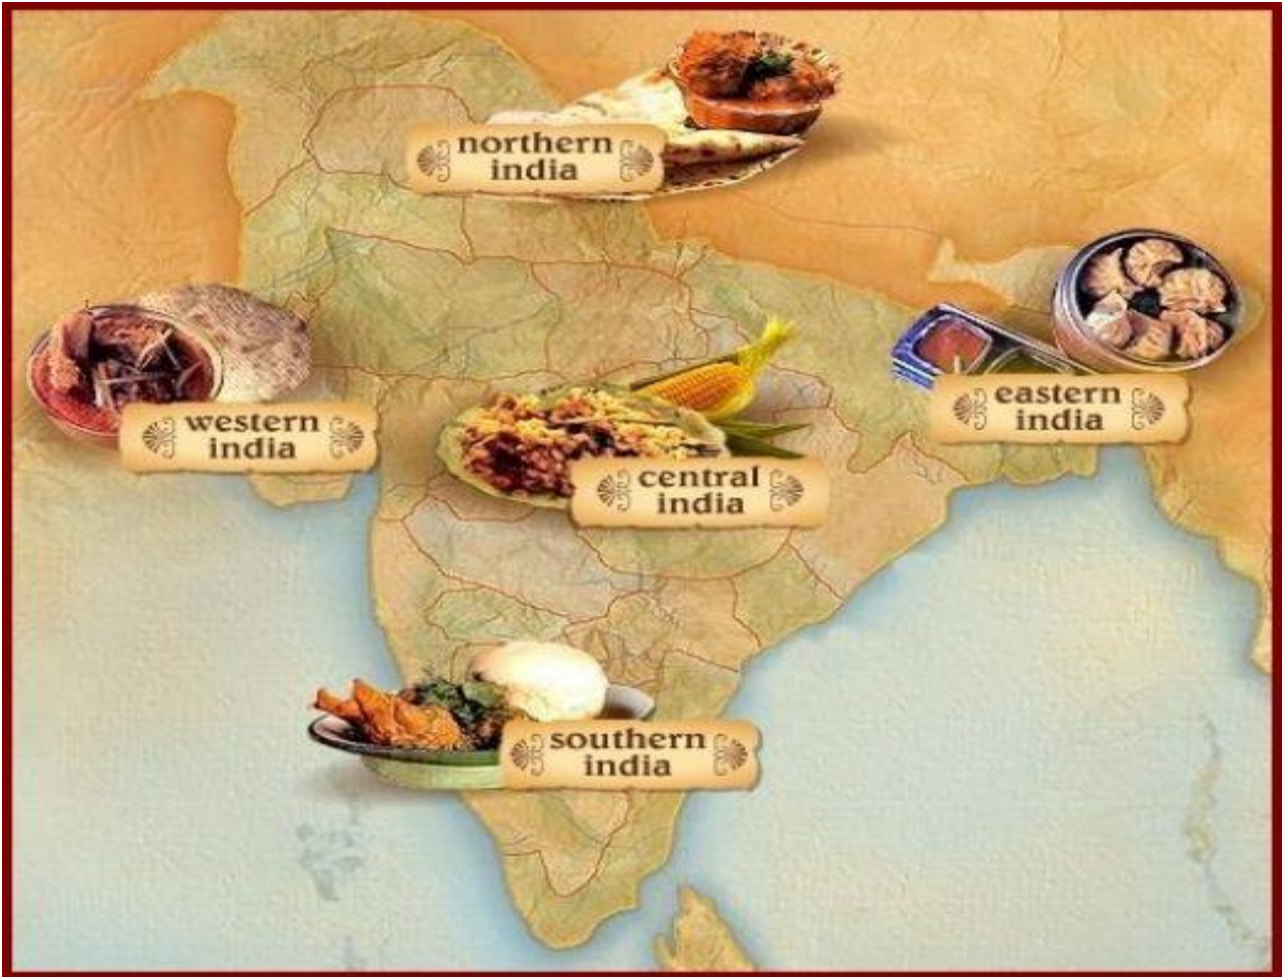 northern
india
western
india
eastern
india
central
india
southern
india